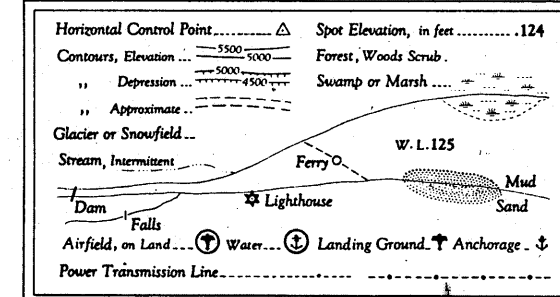 Horizontal Control Point
Spot Elevation, in feet .124
Contours, Elevation 5500 5000
Forest, Woods Scrub.
„ Depression 5000 4500
Swamp or Marsh
„ Approximate
Glacier or Snowfield
W.L.125
Stream, Intermittent
Ferry
Mud
Dam
Lighthouse
Sand
Falls
Airfield, on Land Water Landing Ground Anchorage
Power Transmission Line